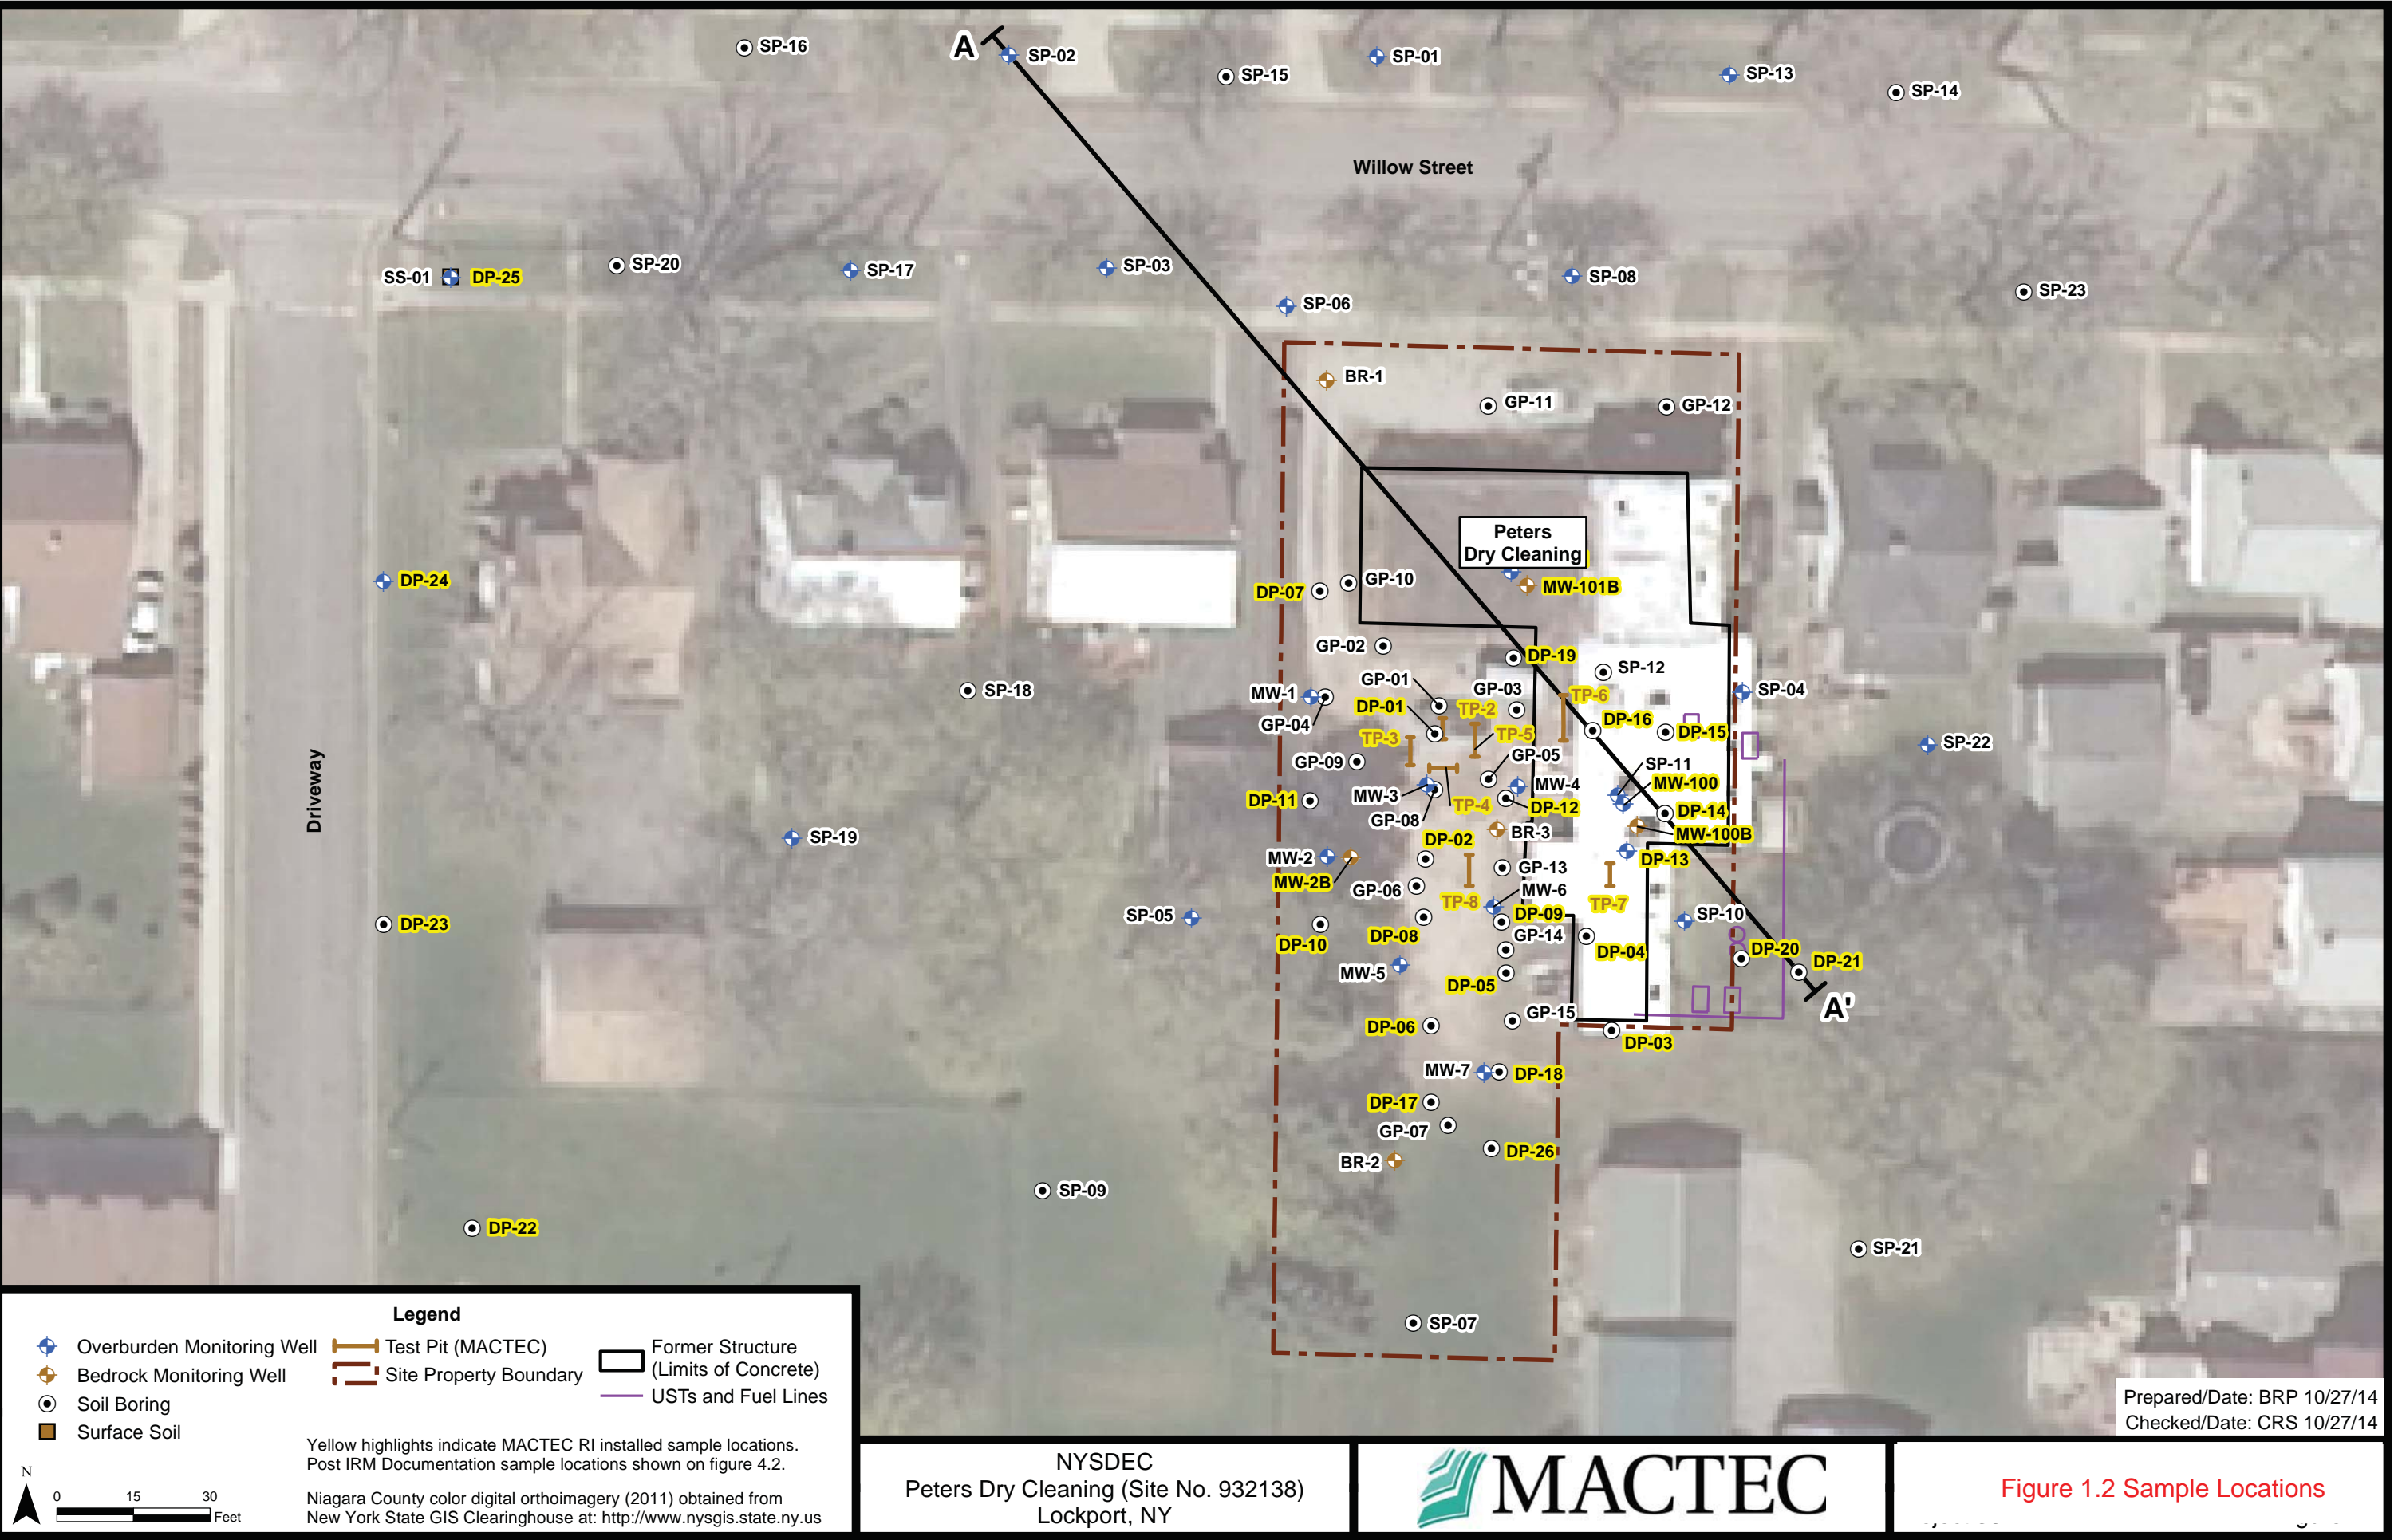 SP-16
A
SP-02
SP-15
SP-01
SP-13
SP-14
Willow Street
SS-01
DP-25
SP-20
SP-17
SP-03
SP-06
SP-08
SP-23
BR-1
GP-11
GP-12
Peters
Dry Cleaning
DP-24
DP-07
GP-10
MW-101B
GP-02
DP-19
SP-12
SP-18
MW-1
GP-01
GP-03
TP-6
SP-04
GP-04
DP-01
TP-2
DP-16
DP-15
TP-3
TP-5
SP-22
GP-09
GP-05
SP-11
MW-100
Driveway
DP-11
MW-3
MW-4
TP-4
DP-12
DP-14
GP-08
SP-19
DP-02
BR-3
MW-100B
MW-2
DP-13
MW-2B
GP-13
GP-06
MW-6
TP-8
TP-7
SP-05
DP-09
SP-10
DP-23
DP-10
DP-08
GP-14
DP-04
DP-20
DP-21
MW-5
DP-05
A'
DP-06
GP-15
DP-03
MW-7
DP-18
DP-17
GP-07
DP-26
BR-2
SP-09
DP-22
SP-21
SP-07
Legend
Overburden Monitoring Well
Bedrock Monitoring Well
Soil Boring
Surface Soil
Test Pit (MACTEC)
Site Property Boundary
Former Structure
(Limits of Concrete)
USTs and Fuel Lines
Yellow highlights indicate MACTEC RI installed sample locations.
Post IRM Documentation sample locations shown on figure 4.2.
Niagara County color digital orthoimagery (2011) obtained from
New York State GIS Clearinghouse at: http://www.nysgis.state.ny.us
N
0 15 30
Feet
NYSDEC
Peters Dry Cleaning (Site No. 932138)
Lockport, NY
MACTEC
Prepared/Date: BRP 10/27/14
Checked/Date: CRS 10/27/14
Figure 1.2 Sample Locations